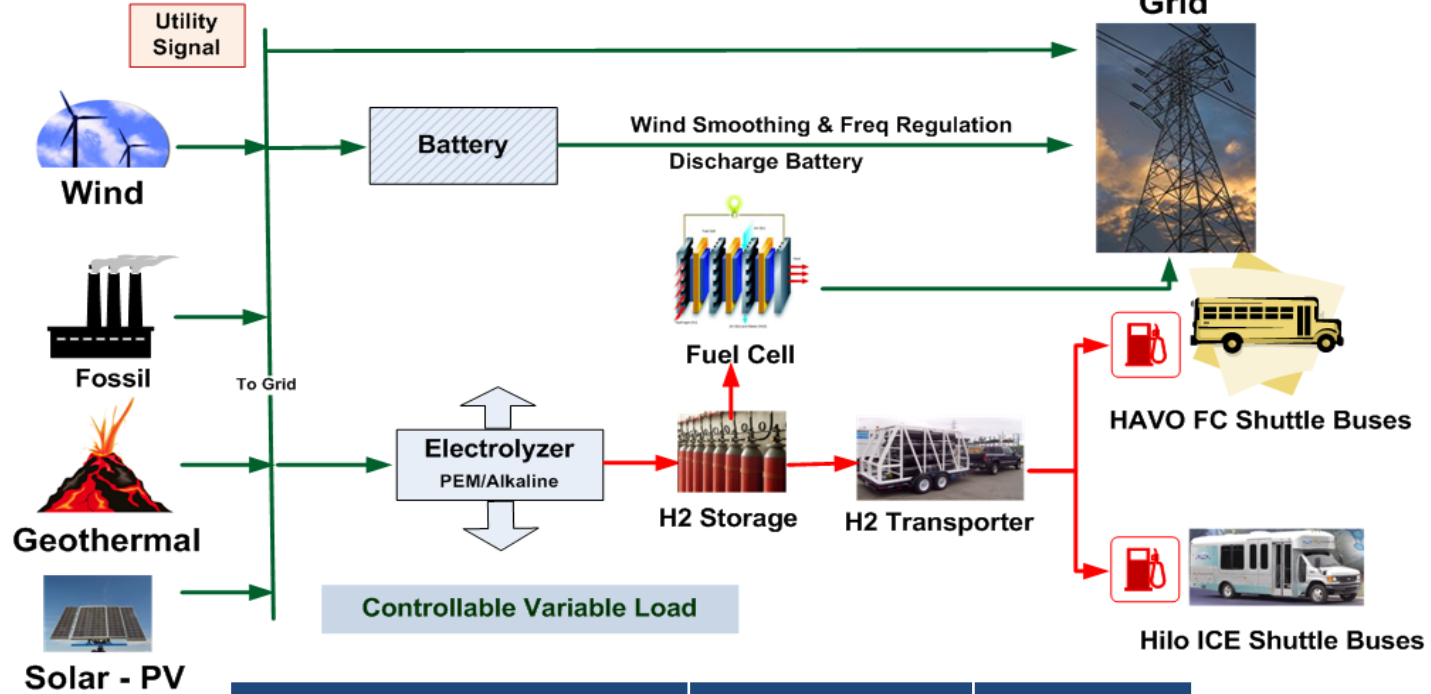 Grid
Utility
Signal
Wind
Battery
Wind Smoothing & Freq Regulation
Discharge Battery
Fossil
To Grid
Fuel Cell
HAVO FC Shuttle Buses
Electrolyzer
PEM/Alkaline
Geothermal
H2 Storage
H2 Transporter
Controllable Variable Load
Hilo ICE Shuttle Buses
Solar - PV